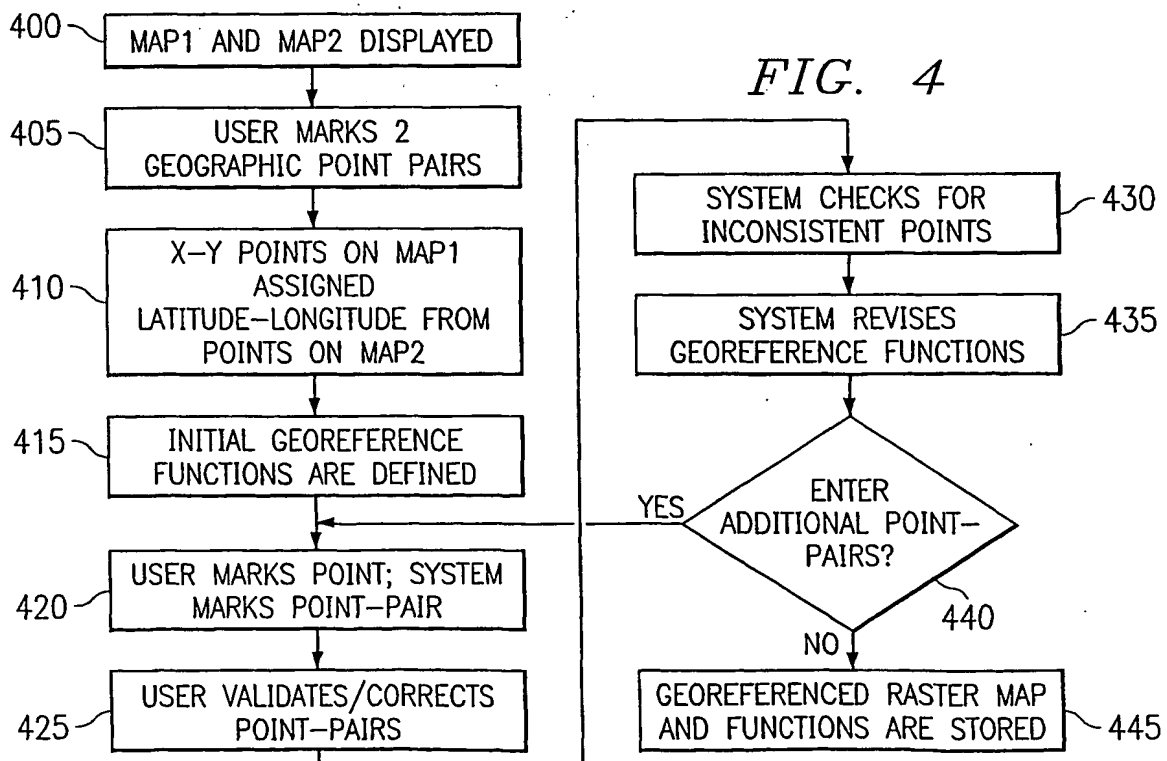 FIG. 4
400
MAP1 AND MAP2 DISPLAYED
405
USER MARKS 2
GEOGRAPHIC POINT PAIRS
410
X-Y POINTS ON MAP1
ASSIGNED
LATITUDE-LONGITUDE FROM
POINTS ON MAP2
415
INITIAL GEOREFERENCE
FUNCTIONS ARE DEFINED
420
USER MARKS POINT; SYSTEM
MARKS POINT-PAIR
425
USER VALIDATES/CORRECTS
POINT-PAIRS
SYSTEM CHECKS FOR
INCONSISTENT POINTS
430
SYSTEM REVISES
GEOREFERENCE FUNCTIONS
435
YES
ENTER
ADDITIONAL POINT-
PAIRS?
440
NO
GEOREFERENCED RASTER MAP
AND FUNCTIONS ARE STORED
445